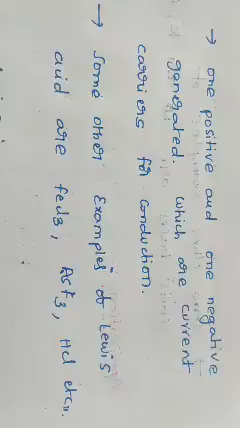 → one positive and one negative
generated. which are current
carriers for conduction.
→ Some other Examples of Lewis
acid are fecl3, Asf3, Hcl etc.